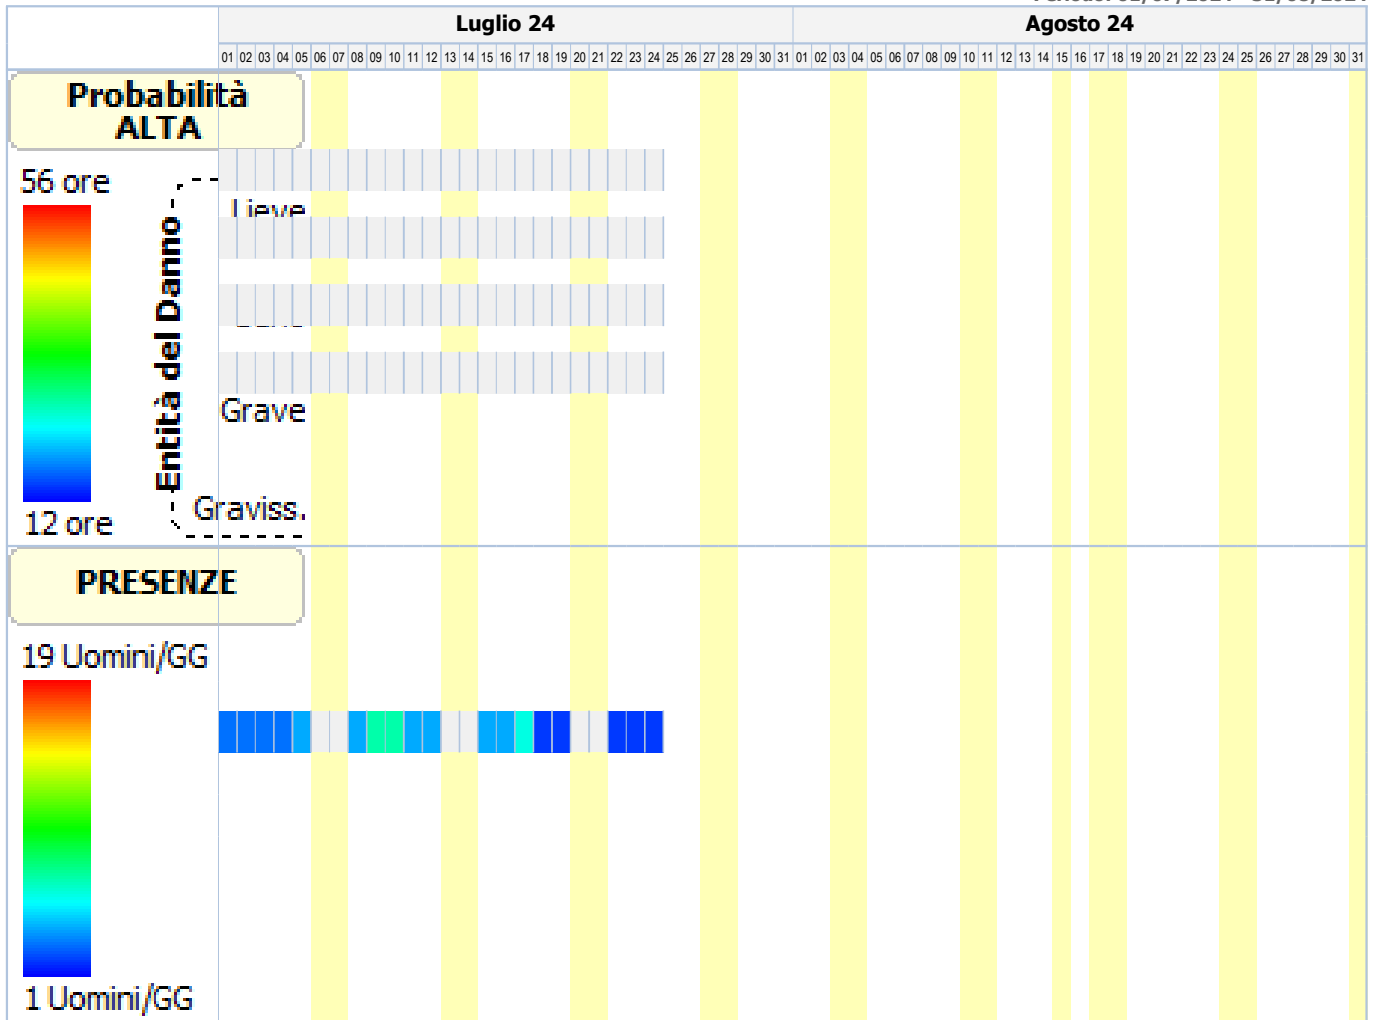 Luglio 24 Agosto 24
01 02 03 04 05 06 07 08 09 10 11 12 13 14 15 16 17 18 19 20 21 22 23 24 25 26 27 28 29 30 31 01 02 03 04 05 06 07 08 09 10 11 12 13 14 15 16 17 18 19 20 21 22 23 24 25 26 27 28 29 30 31
Probabilità
ALTA
56 ore
Entità del Danno
Lieve
Grave
Graviss.
12 ore
PRESENZE
19 Uomini/GG
1 Uomini/GG